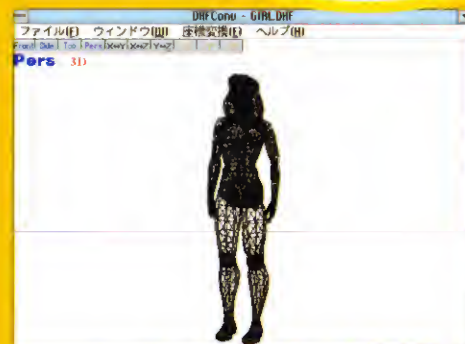 DXFConv - GIRL.DXF
ファイル(F) ウィンドウ(W) 座標変換(E) ヘルプ(H)
Front Side Top Pers X⇔Y X⇔Z Y⇔Z
Pers 3D